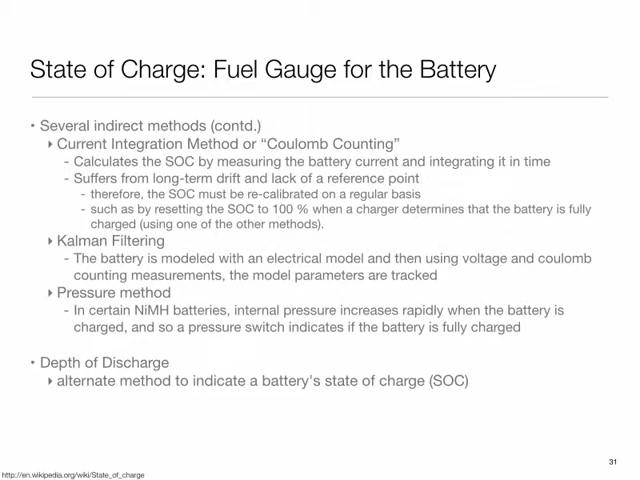 State of Charge: Fuel Gauge for the Battery
• Several indirect methods (contd.)
‣ Current Integration Method or “Coulomb Counting”
- Calculates the SOC by measuring the battery current and integrating it in time
- Suffers from long-term drift and lack of a reference point
- therefore, the SOC must be re-calibrated on a regular basis
- such as by resetting the SOC to 100 % when a charger determines that the battery is fully
charged (using one of the other methods).
‣ Kalman Filtering
- The battery is modeled with an electrical model and then using voltage and coulomb
counting measurements, the model parameters are tracked
‣ Pressure method
- In certain NiMH batteries, internal pressure increases rapidly when the battery is
charged, and so a pressure switch indicates if the battery is fully charged
• Depth of Discharge
‣ alternate method to indicate a battery's state of charge (SOC)
31
http://en.wikipedia.org/wiki/State_of_charge